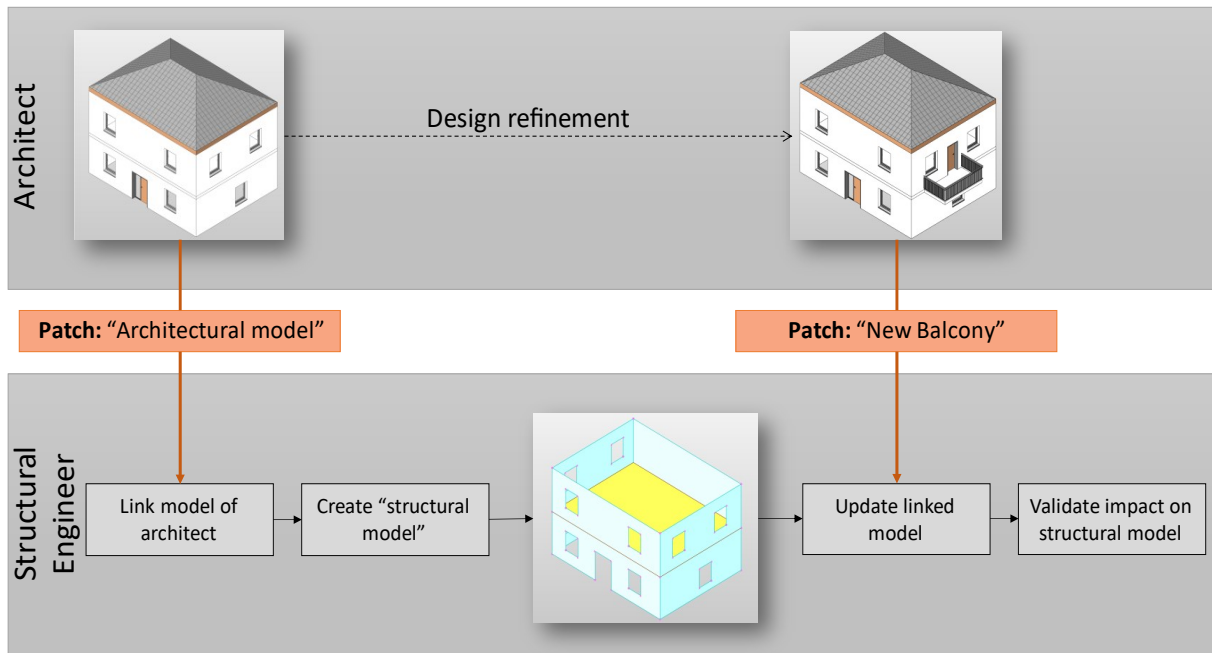 Architect
Design refinement
Patch: “Architectural model”
Patch: “New Balcony”
Structural
Engineer
Link model of
architect
Create “structural
model”
Update linked
model
Validate impact on
structural model